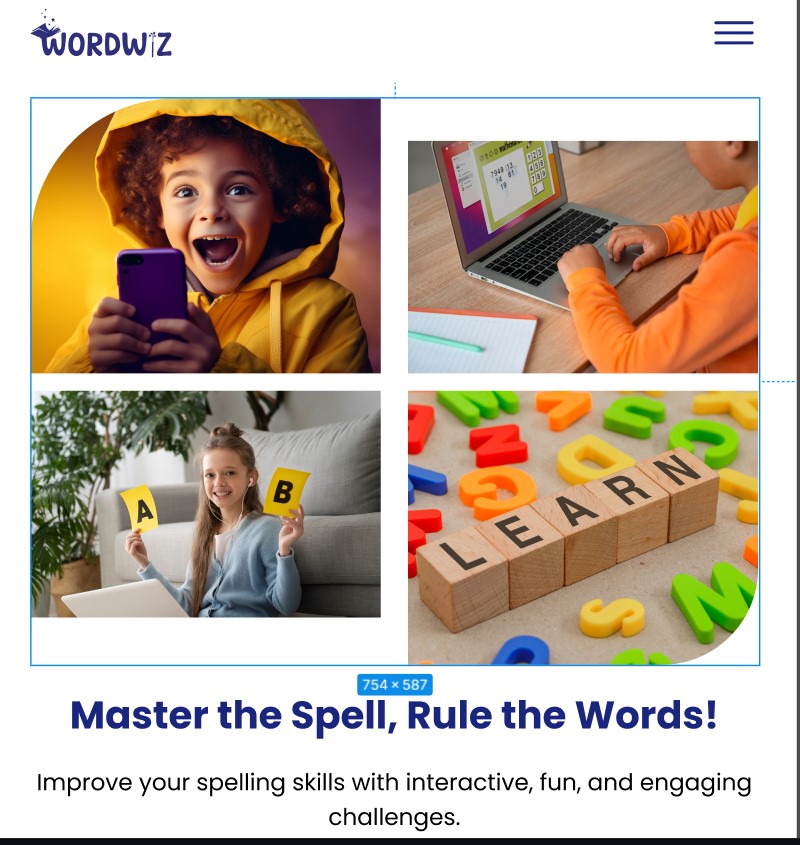 WORDWIZ
A
B
LEARN
754 × 587
Master the Spell, Rule the Words!
Improve your spelling skills with interactive, fun, and engaging
challenges.